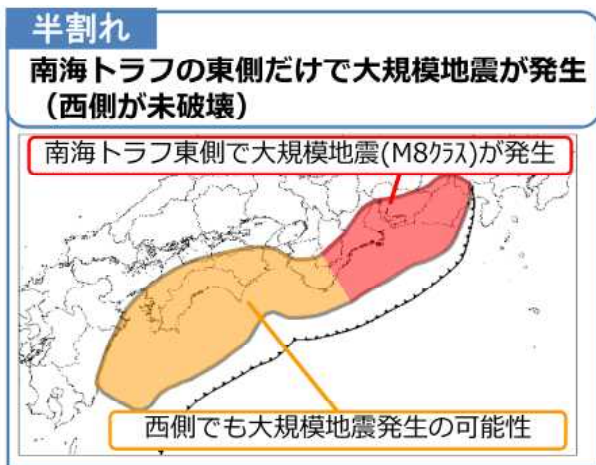 半割れ
南海トラフの東側だけで大規模地震が発生
（西側が未破壊）
南海トラフ東側で大規模地震(M8ｸﾗｽ)が発生
西側でも大規模地震発生の可能性